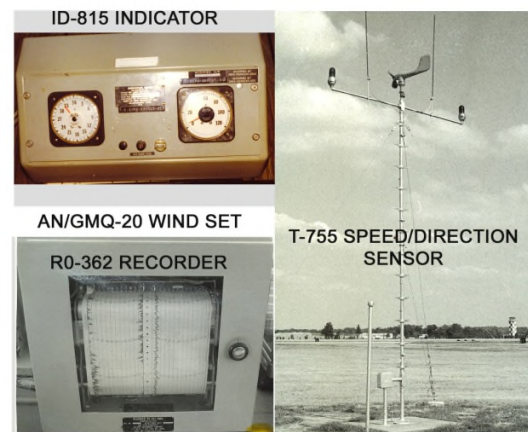 ID-815 INDICATOR
AN/GMQ-20 WIND SET
R0-362 RECORDER
T-755 SPEED/DIRECTION
SENSOR